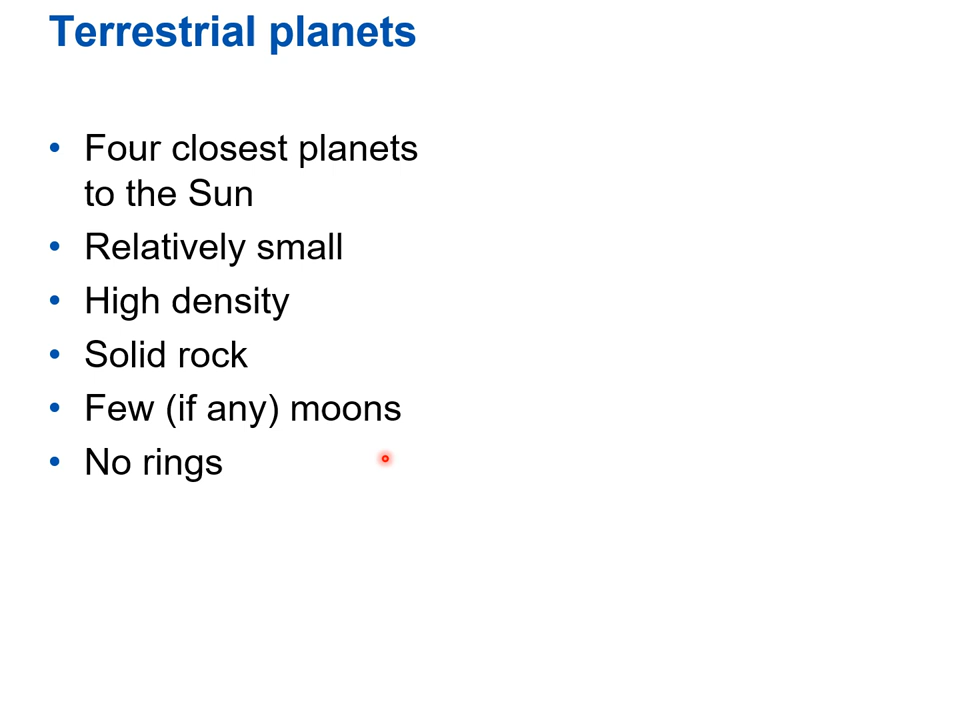 Terrestrial planets
• Four closest planets
to the Sun
• Relatively small
• High density
• Solid rock
• Few (if any) moons
• No rings